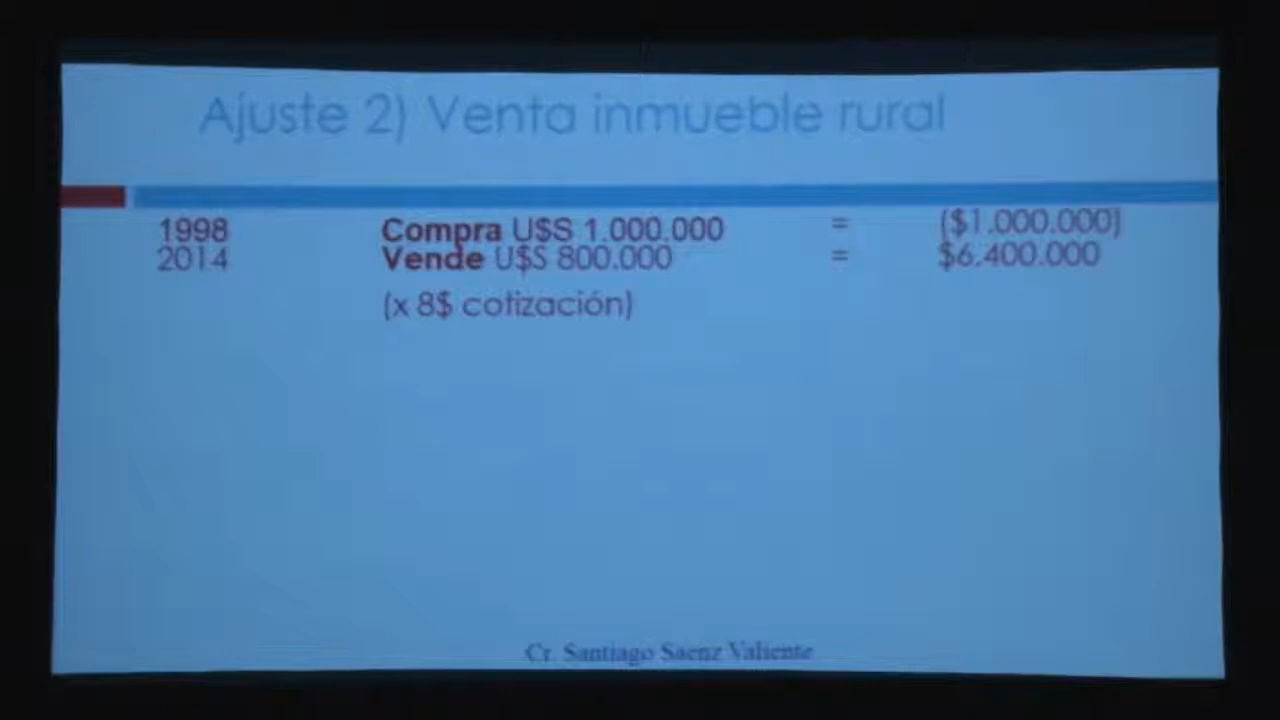 Ajuste 2) Venta inmueble rural
1998 Compra U$S 1.000.000 = ($1.000.000)
2014 Vende U$S 800.000 = $6.400.000
(x 8$ cotización)
Cr. Santiago Saenz Valiente